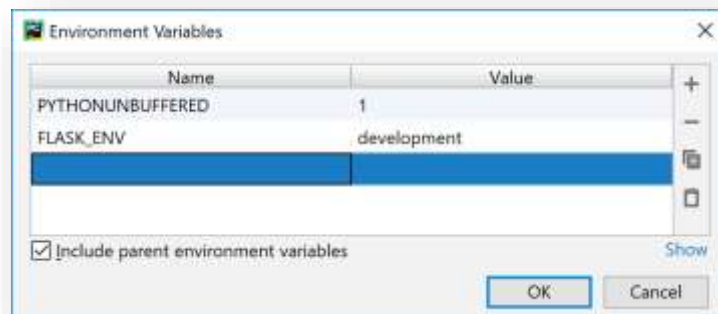 Environment Variables
Name Value
PYTHONUNBUFFERED 1
FLASK_ENV development
Include parent environment variables Show
OK Cancel